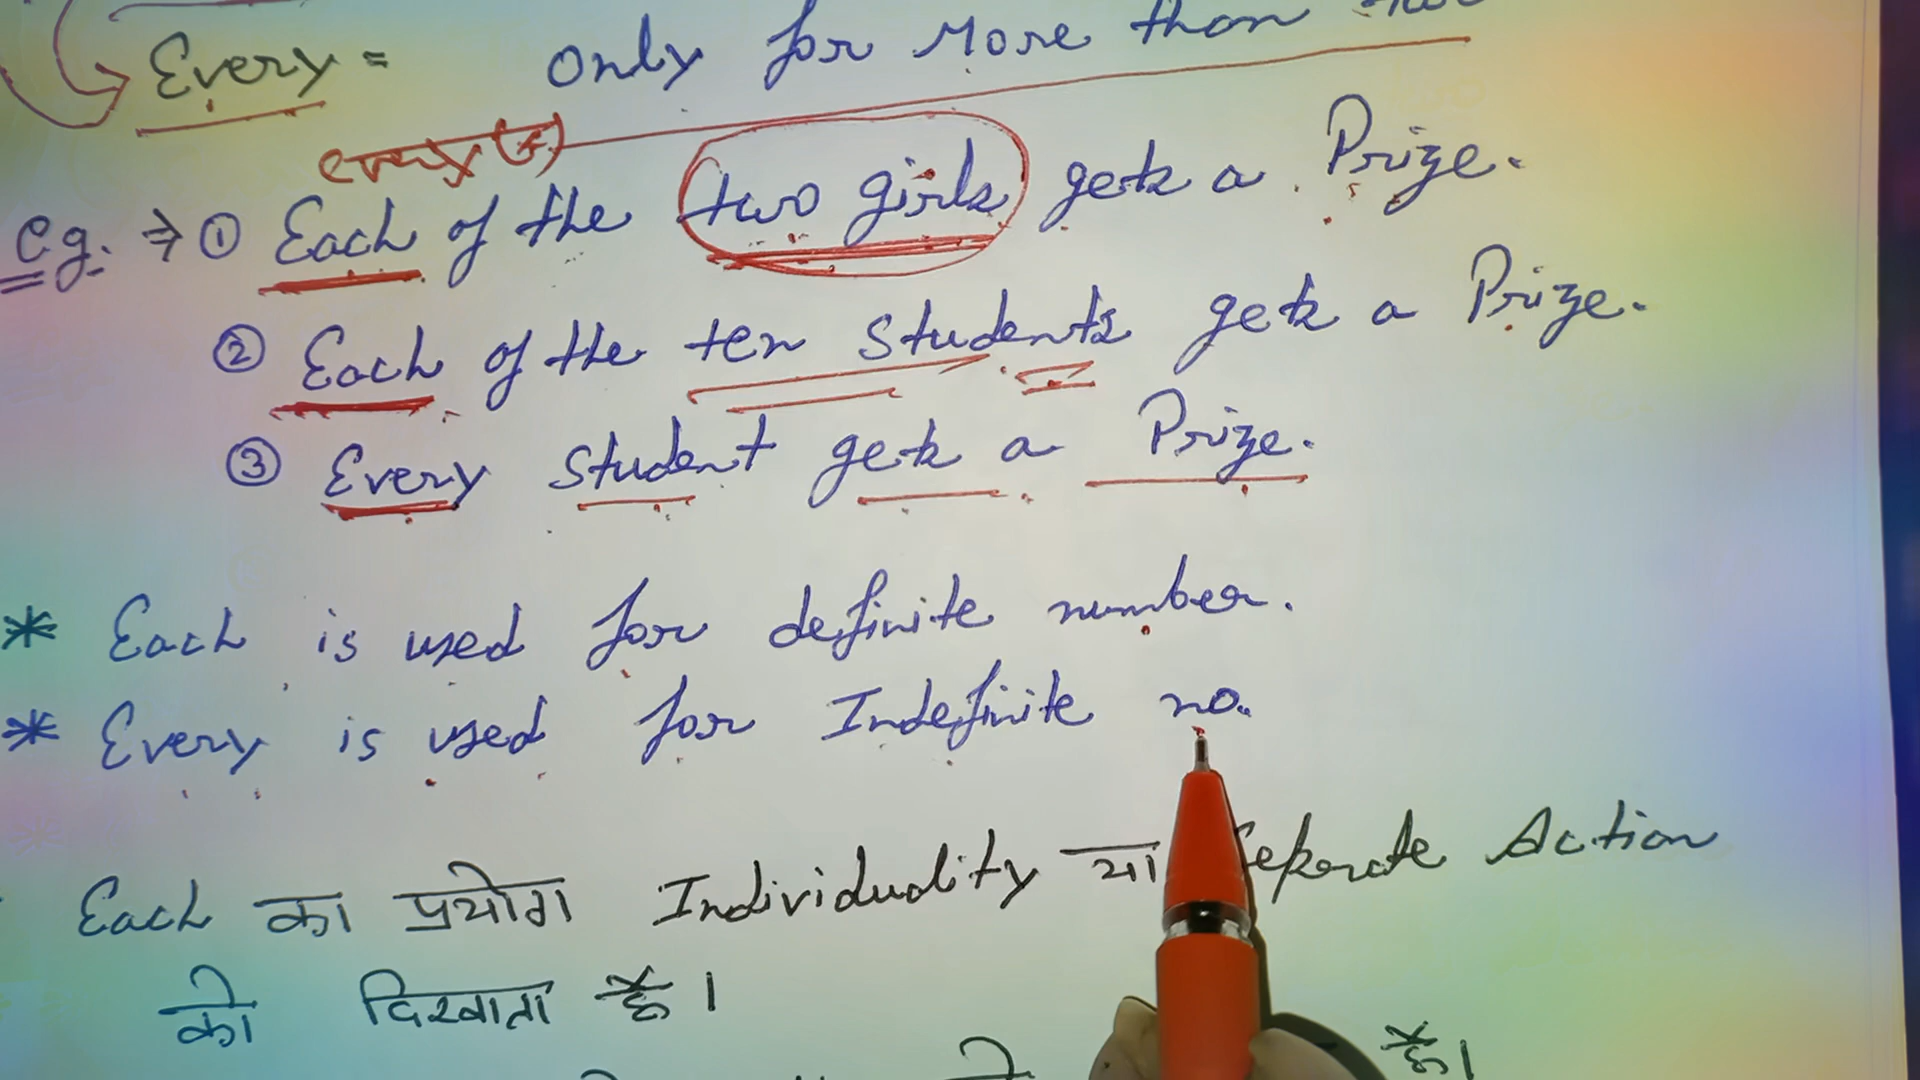 Every = Only for More than two
every (x)
eg. ⇒ ① Each of the two girls gets a Prize.
② Each of the ten Students gets a Prize.
③ Every student gets a Prize.
* Each is used for definite number.
* Every is used for Indefinite no.
Each का प्रयोग Individuality या Seperate Action
को दिखाता है।
है।